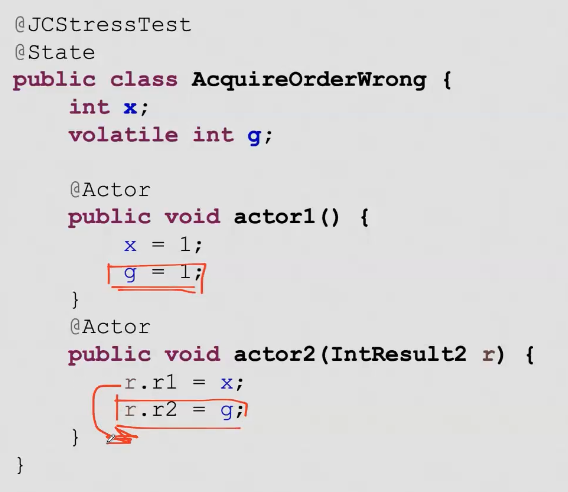 @JCStressTest
@State
public class AcquireOrderWrong {
int x;
volatile int g;
@Actor
public void actor1() {
x = 1;
g = 1;
}
@Actor
public void actor2(IntResult2 r) {
r.r1 = x;
r.r2 = g;
}
}